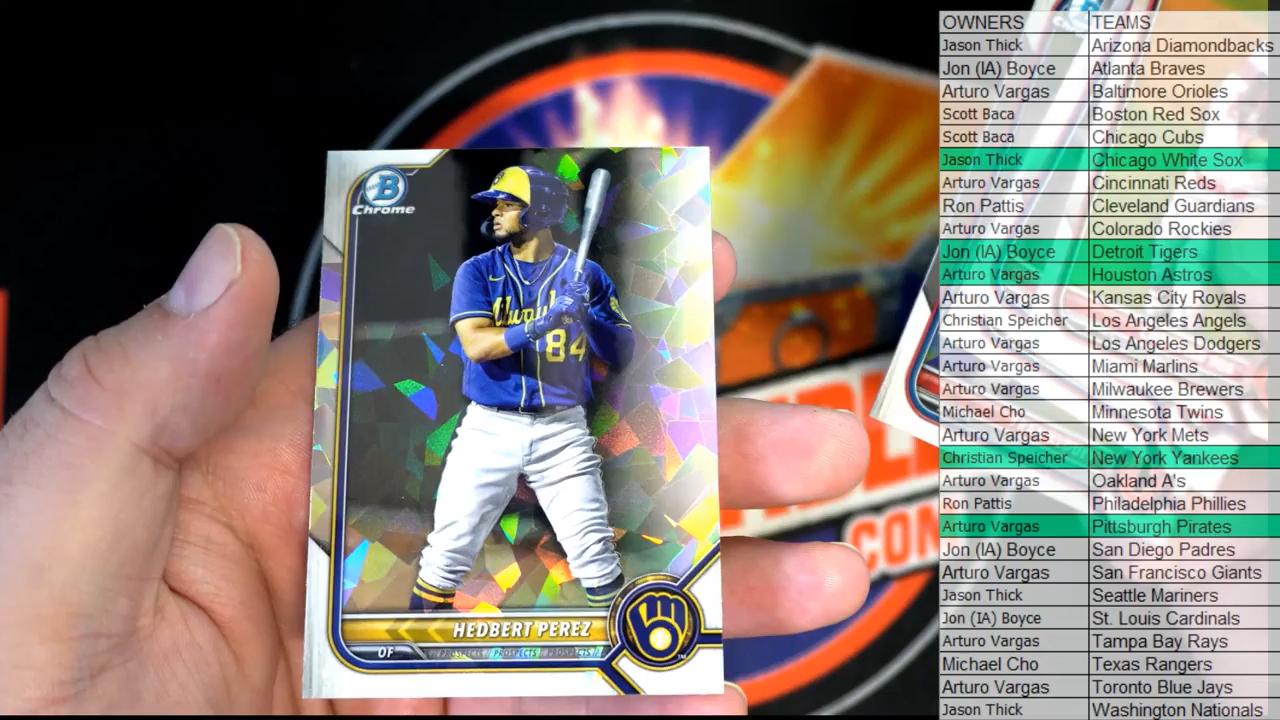 B
Chrome
84
HEDBERT PEREZ
OF
PROSPECTS // PROSPECTS // PROSPECTS //
TM
CON
OWNERS TEAMS
Jason Thick Arizona Diamondbacks
Jon (IA) Boyce Atlanta Braves
Arturo Vargas Baltimore Orioles
Scott Baca Boston Red Sox
Scott Baca Chicago Cubs
Jason Thick Chicago White Sox
Arturo Vargas Cincinnati Reds
Ron Pattis Cleveland Guardians
Arturo Vargas Colorado Rockies
Jon (IA) Boyce Detroit Tigers
Arturo Vargas Houston Astros
Arturo Vargas Kansas City Royals
Christian Speicher Los Angeles Angels
Arturo Vargas Los Angeles Dodgers
Arturo Vargas Miami Marlins
Arturo Vargas Milwaukee Brewers
Michael Cho Minnesota Twins
Arturo Vargas New York Mets
Christian Speicher New York Yankees
Arturo Vargas Oakland A's
Ron Pattis Philadelphia Phillies
Arturo Vargas Pittsburgh Pirates
Jon (IA) Boyce San Diego Padres
Arturo Vargas San Francisco Giants
Jason Thick Seattle Mariners
Jon (IA) Boyce St. Louis Cardinals
Arturo Vargas Tampa Bay Rays
Michael Cho Texas Rangers
Arturo Vargas Toronto Blue Jays
Jason Thick Washington Nationals